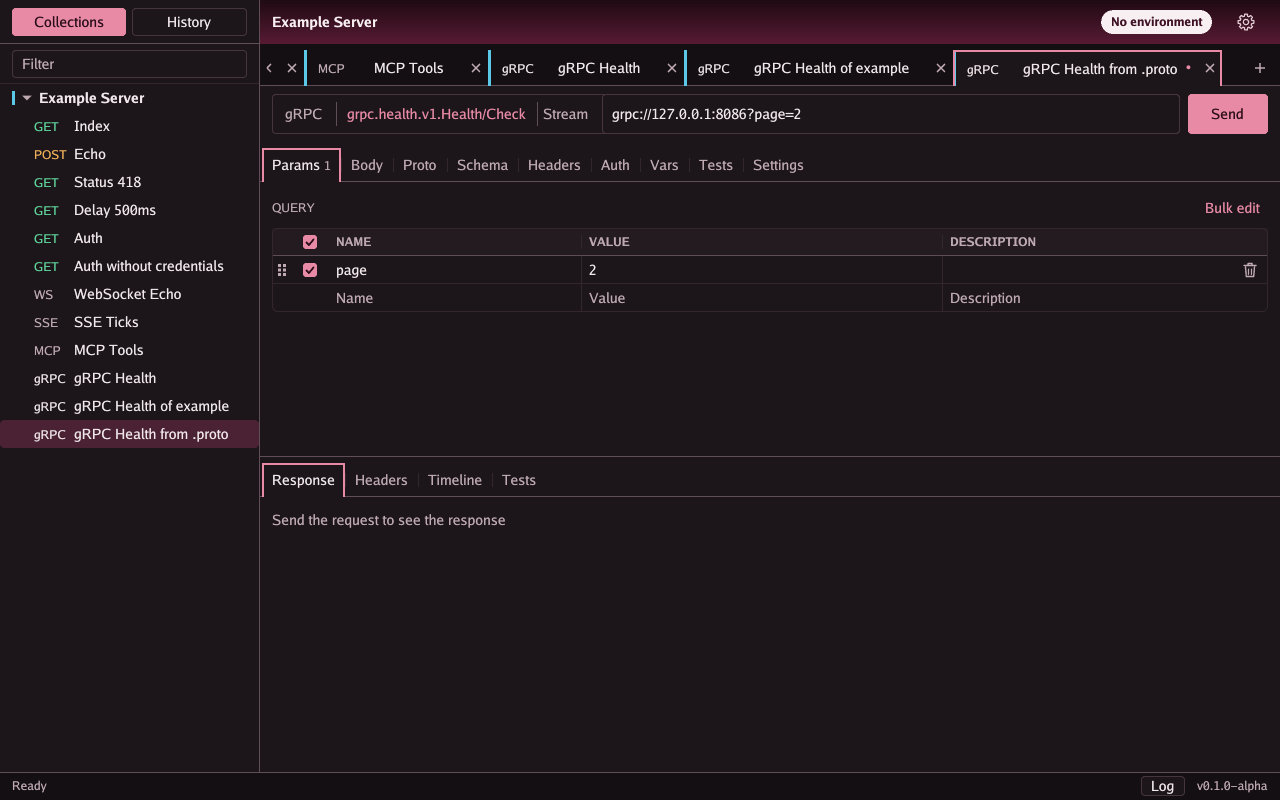 Collections History Example Server No environment
Filter
MCP MCP Tools gRPC gRPC Health gRPC gRPC Health of example gRPC gRPC Health from .proto
Example Server
GET Index
POST Echo
GET Status 418
GET Delay 500ms
GET Auth
GET Auth without credentials
WS WebSocket Echo
SSE SSE Ticks
MCP MCP Tools
gRPC gRPC Health
gRPC gRPC Health of example
gRPC gRPC Health from .proto
gRPC grpc.health.v1.Health/Check Stream grpc://127.0.0.1:8086?page=2 Send
Params 1 Body Proto Schema Headers Auth Vars Tests Settings
QUERY Bulk edit
NAME VALUE DESCRIPTION
page 2
Name Value Description
Response Headers Timeline Tests
Send the request to see the response
Ready Log v0.1.0-alpha